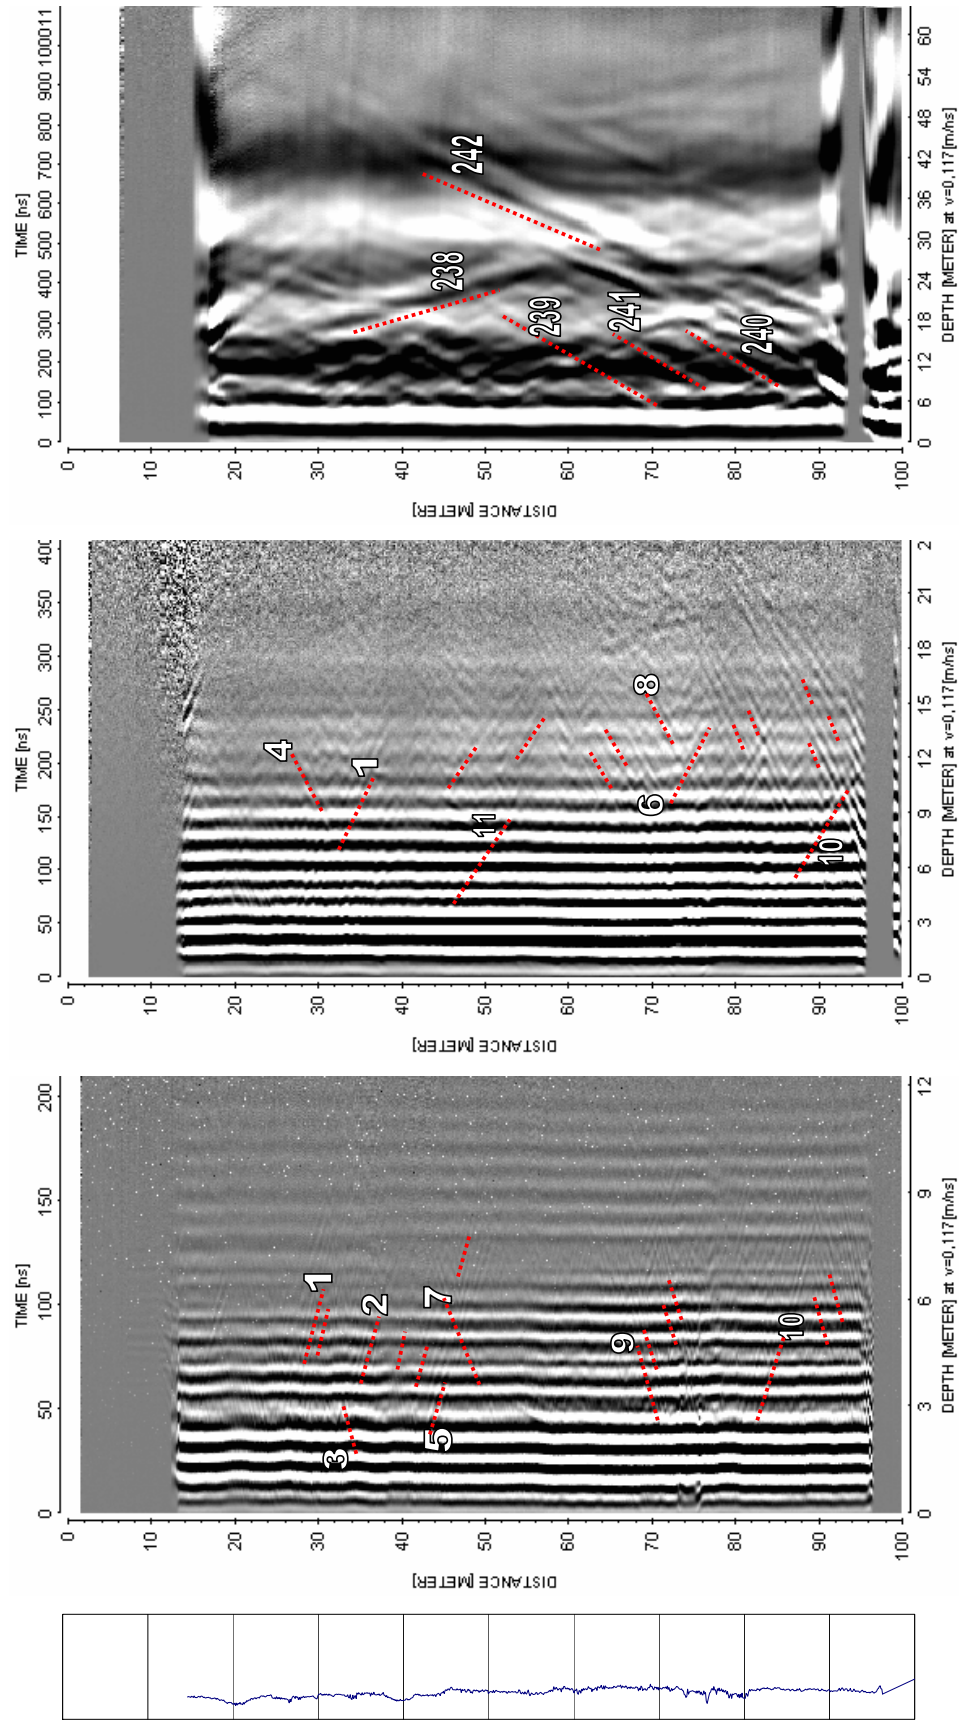 TIME [ns]
0 100 200 300 400 500 600 700 800 900 100011
0 10 20 30 40 50 60 70 80 90 100
DISTANCE [METER]
238
239
240
241
242
0 6 12 18 24 30 36 42 48 54 60
DEPTH [METER] at v=0,117[m/ns]
TIME [ns]
0 50 100 150 200 250 300 350 400
0 10 20 30 40 50 60 70 80 90 100
DISTANCE [METER]
4
1
11
8
6
10
0 3 6 9 12 15 18 21 2
DEPTH [METER] at v=0,117[m/ns]
TIME [ns]
0 50 100 150 200
0 10 20 30 40 50 60 70 80 90 100
DISTANCE [METER]
1
2
3
5
7
9
10
0 3 6 9 12
DEPTH [METER] at v=0,117[m/ns]